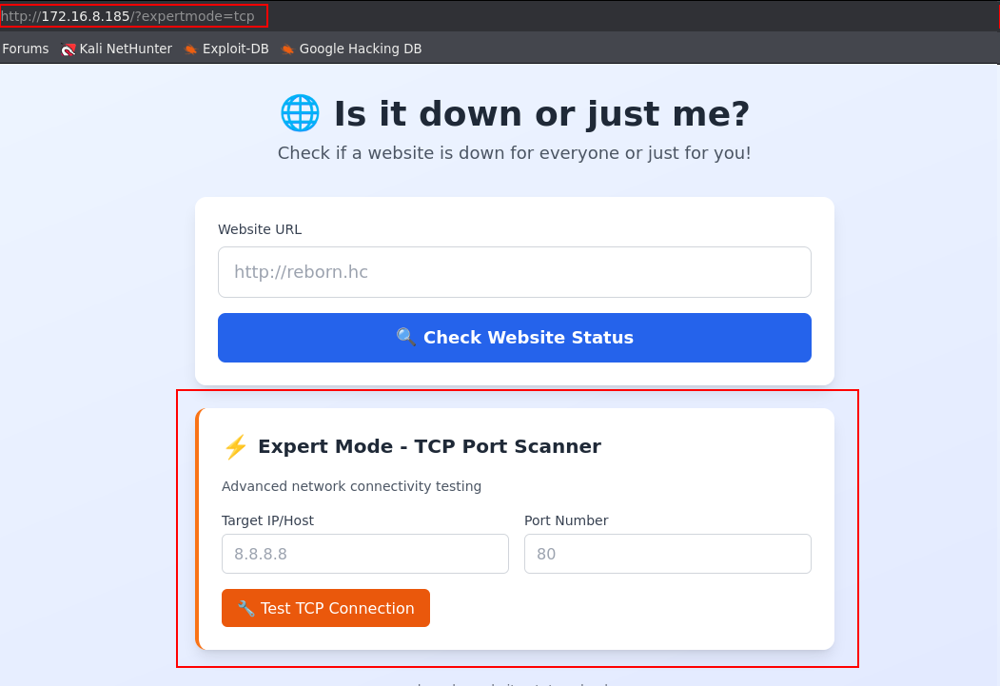 http://172.16.8.185/?expertmode=tcp
Forums Kali NetHunter Exploit-DB Google Hacking DB
Is it down or just me?
Check if a website is down for everyone or just for you!
Website URL
http://reborn.hc
Check Website Status
Expert Mode - TCP Port Scanner
Advanced network connectivity testing
Target IP/Host Port Number
8.8.8.8 80
Test TCP Connection